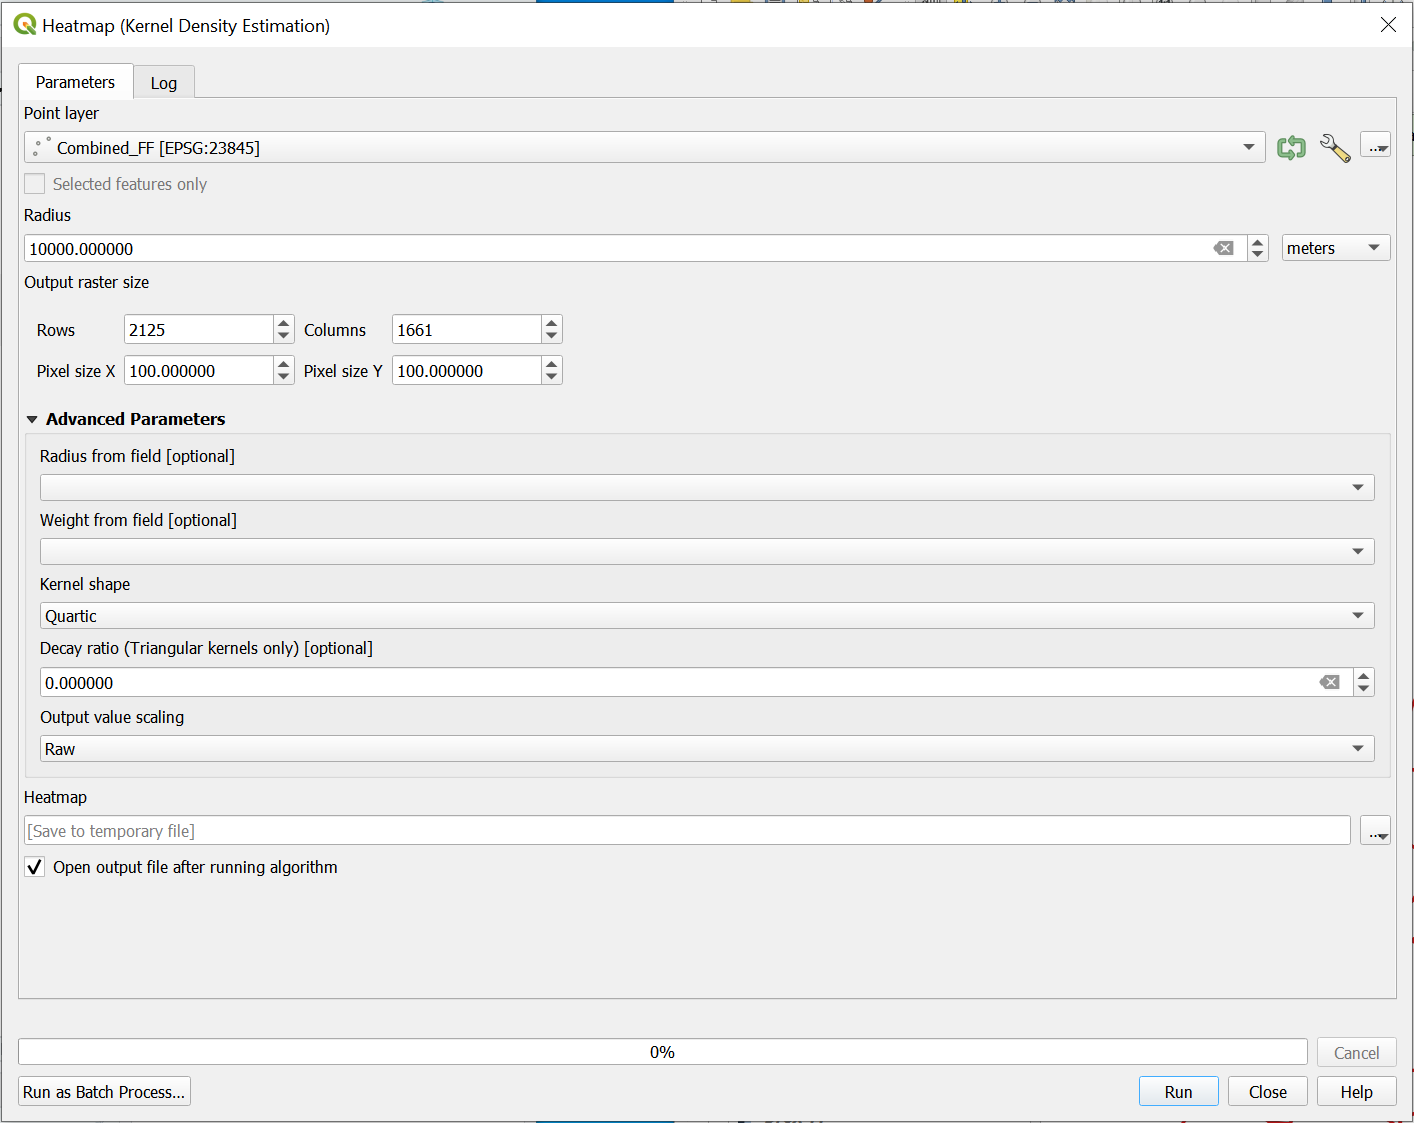 Heatmap (Kernel Density Estimation)
Parameters Log
Point layer
Combined_FF [EPSG:23845]
...
Selected features only
Radius
10000.000000 meters
Output raster size
Rows 2125 Columns 1661
Pixel size X 100.000000 Pixel size Y 100.000000
Advanced Parameters
Radius from field [optional]
Weight from field [optional]
Kernel shape
Quartic
Decay ratio (Triangular kernels only) [optional]
0.000000
Output value scaling
Raw
Heatmap
[Save to temporary file] ...
Open output file after running algorithm
0% Cancel
Run as Batch Process... Run Close Help